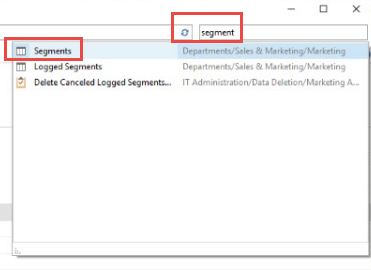 segment
Segments Departments/Sales & Marketing/Marketing
Logged Segments Departments/Sales & Marketing/Marketing
Delete Canceled Logged Segments... IT Administration/Data Deletion/Marketing A...